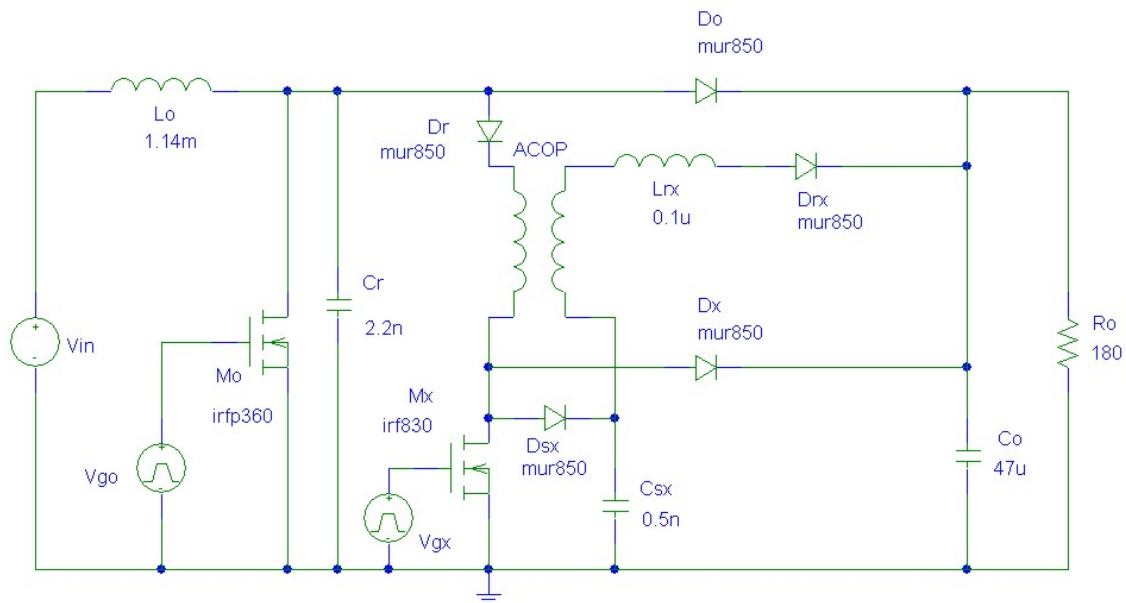 Do
mur850
Lo
1.14m
Dr
mur850
ACOP
Lrx
0.1u
Drx
mur850
Cr
2.2n
Dx
mur850
Ro
180
+
-
Vin
Mo
irfp360
Mx
irf830
+
-
Vgo
Dsx
mur850
Co
47u
+
-
Vgx
Csx
0.5n